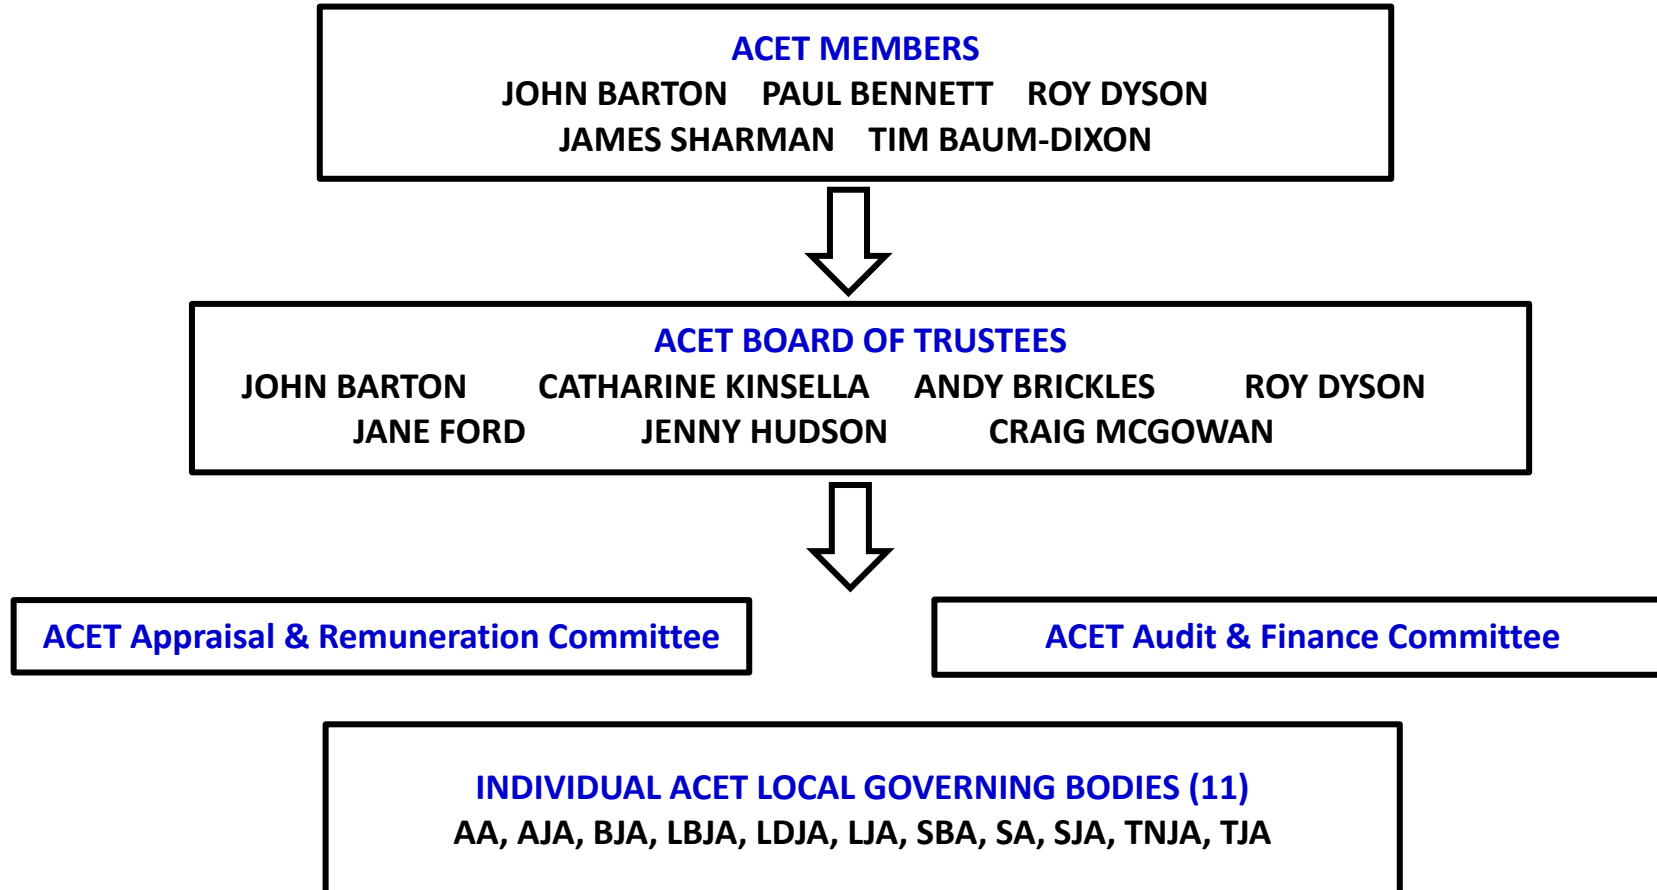 ACET MEMBERS
JOHN BARTON PAUL BENNETT ROY DYSON
JAMES SHARMAN TIM BAUM-DIXON
ACET BOARD OF TRUSTEES
JOHN BARTON CATHARINE KINSELLA ANDY BRICKLES ROY DYSON
JANE FORD JENNY HUDSON CRAIG MCGOWAN
ACET Appraisal & Remuneration Committee
ACET Audit & Finance Committee
INDIVIDUAL ACET LOCAL GOVERNING BODIES (11)
AA, AJA, BJA, LBJA, LDJA, LJA, SBA, SA, SJA, TNJA, TJA